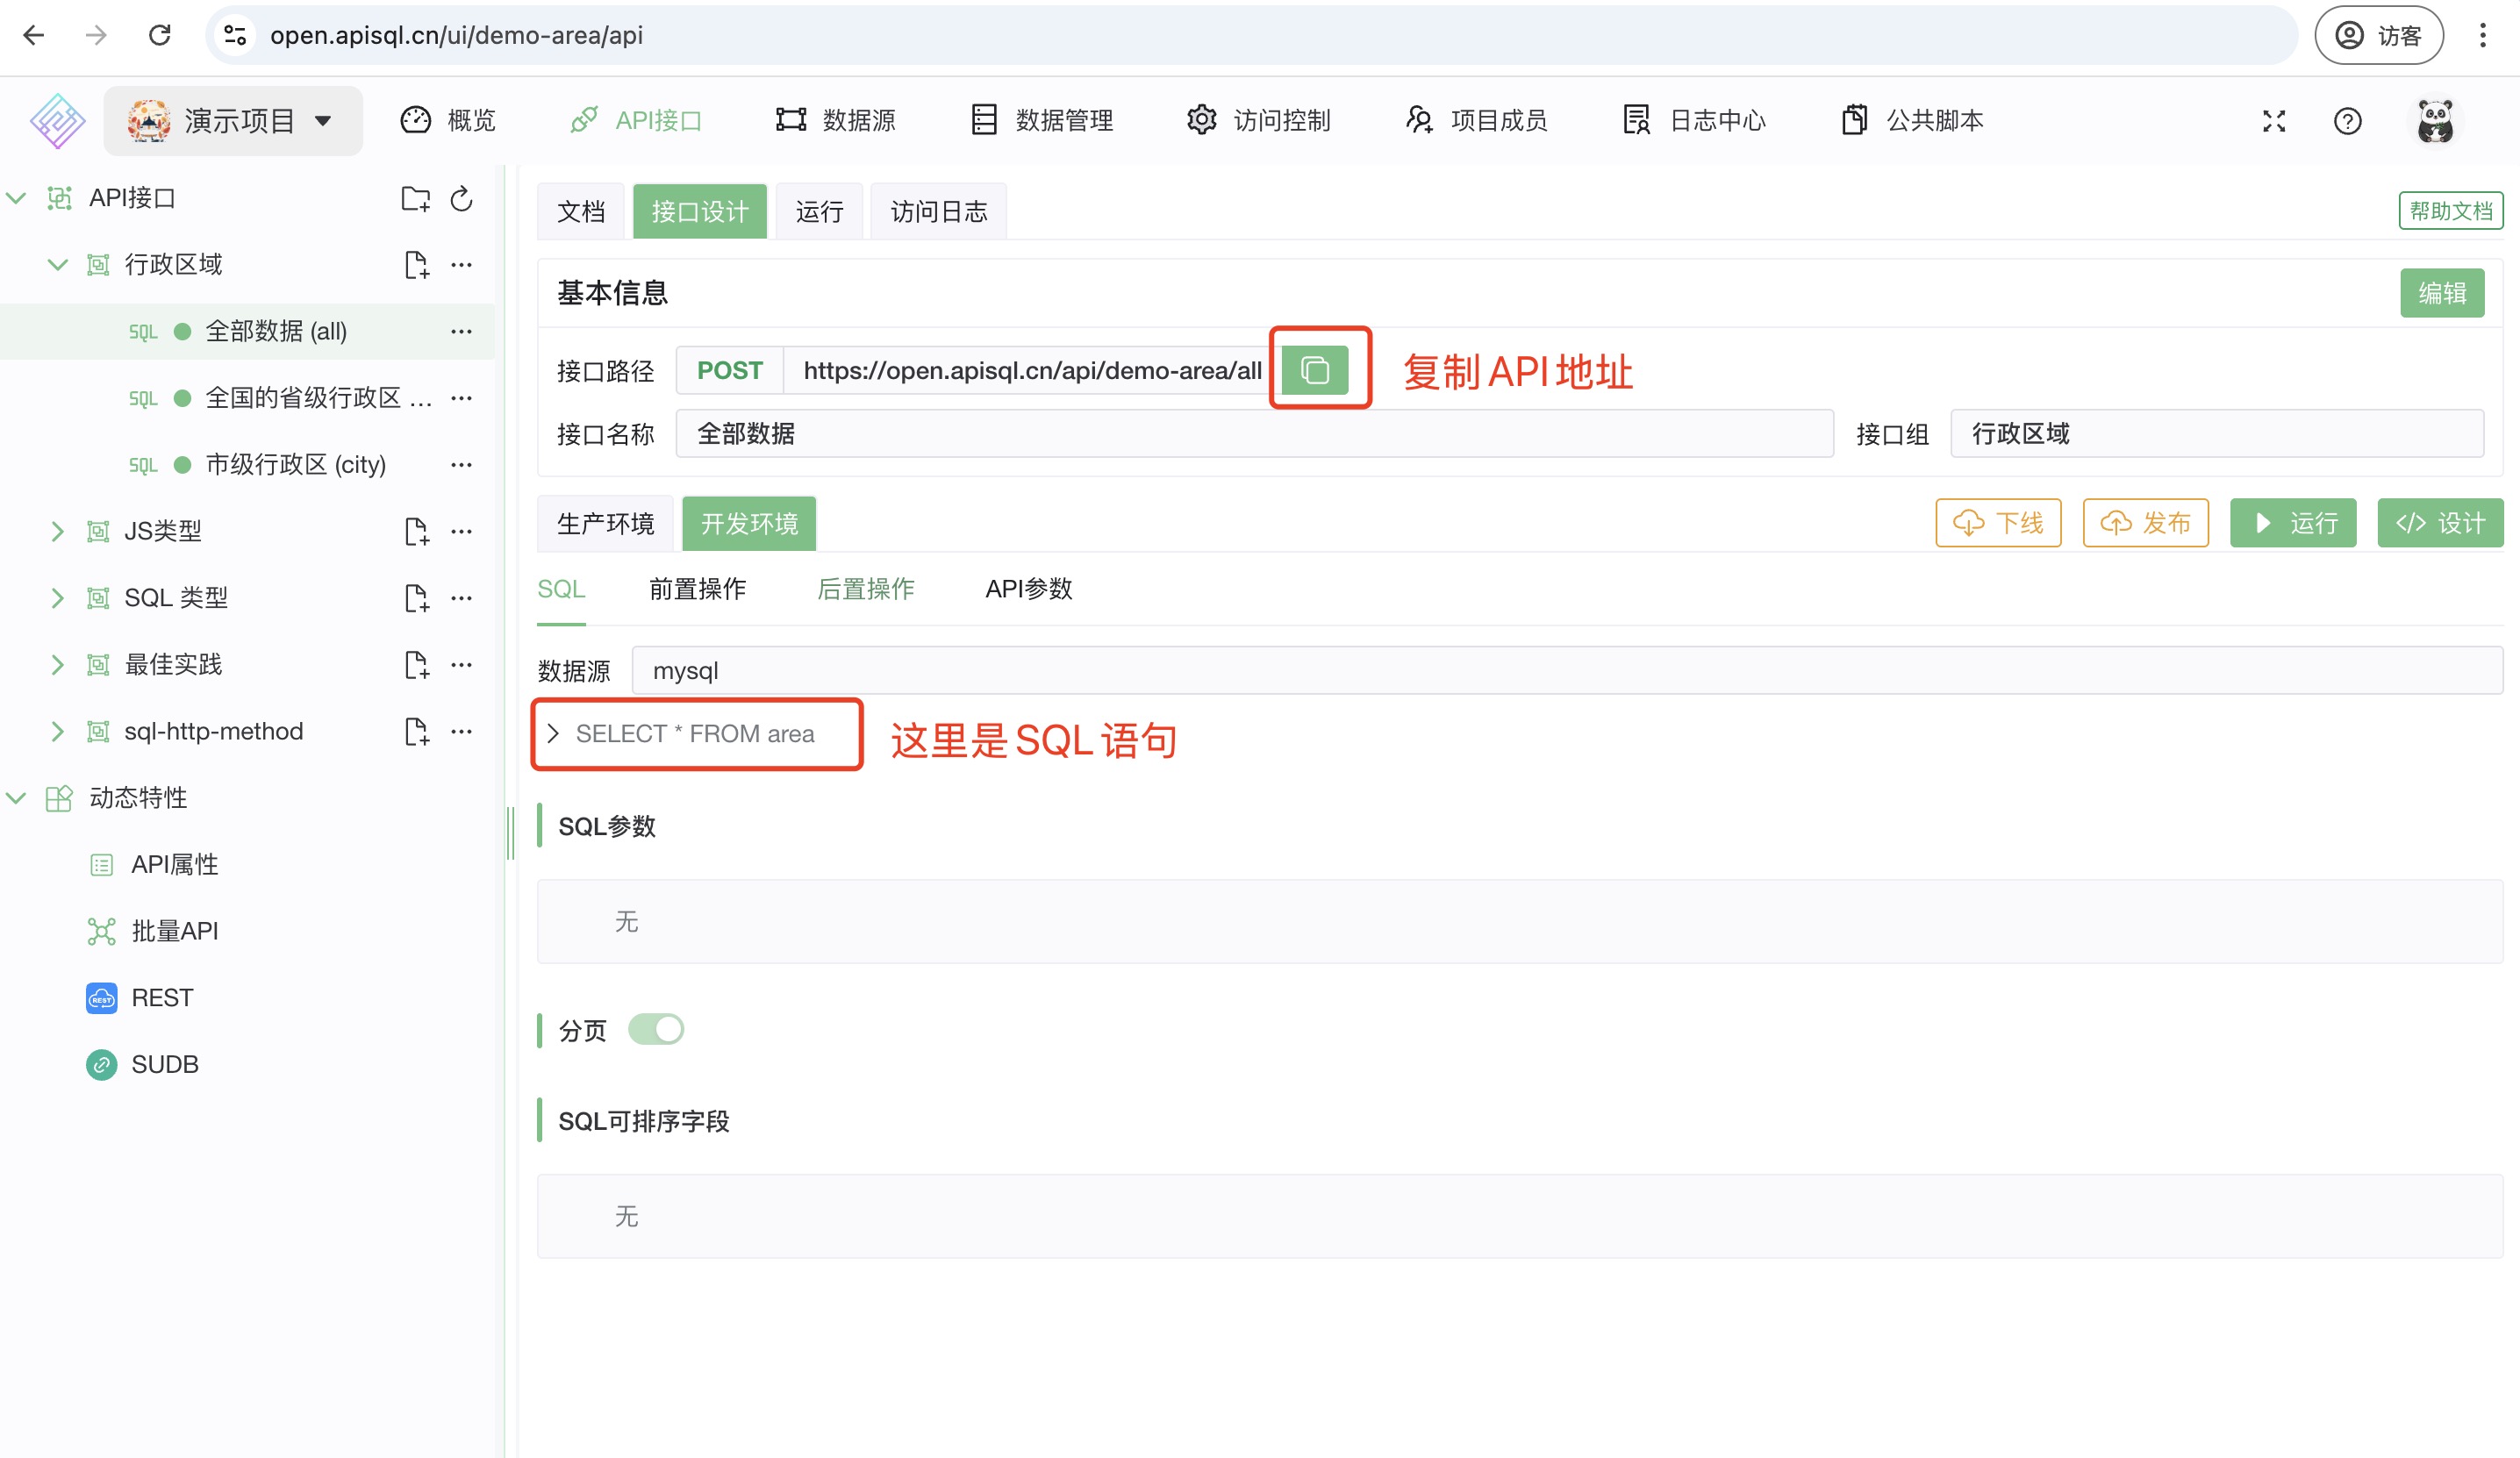 open.apisql.cn/ui/demo-area/api
访客
演示项目
概览
API接口
数据源
数据管理
访问控制
项目成员
日志中心
公共脚本
API接口
行政区域
SQL 全部数据 (all)
SQL 全国的省级行政区 ...
SQL 市级行政区 (city)
JS类型
SQL 类型
最佳实践
sql-http-method
动态特性
API属性
批量API
REST REST
SUDB
文档
接口设计
运行
访问日志
帮助文档
基本信息
编辑
接口路径 POST https://open.apisql.cn/api/demo-area/all
复制 API 地址
接口名称 全部数据
接口组 行政区域
生产环境
开发环境
下线
发布
运行
</> 设计
SQL
前置操作
后置操作
API参数
数据源 mysql
SELECT * FROM area
这里是 SQL 语句
SQL参数
无
分页
SQL可排序字段
无